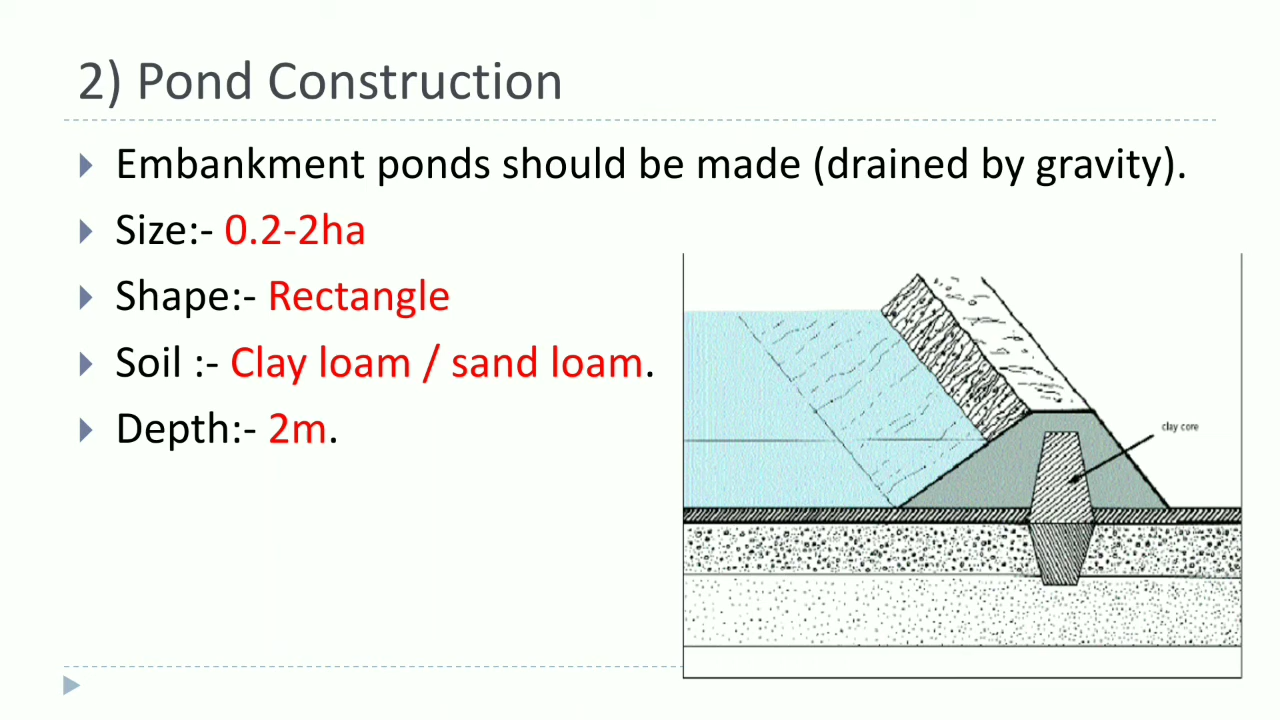 2) Pond Construction
Embankment ponds should be made (drained by gravity).
Size:- 0.2-2ha
Shape:- Rectangle
Soil :- Clay loam / sand loam.
Depth:- 2m.
clay core